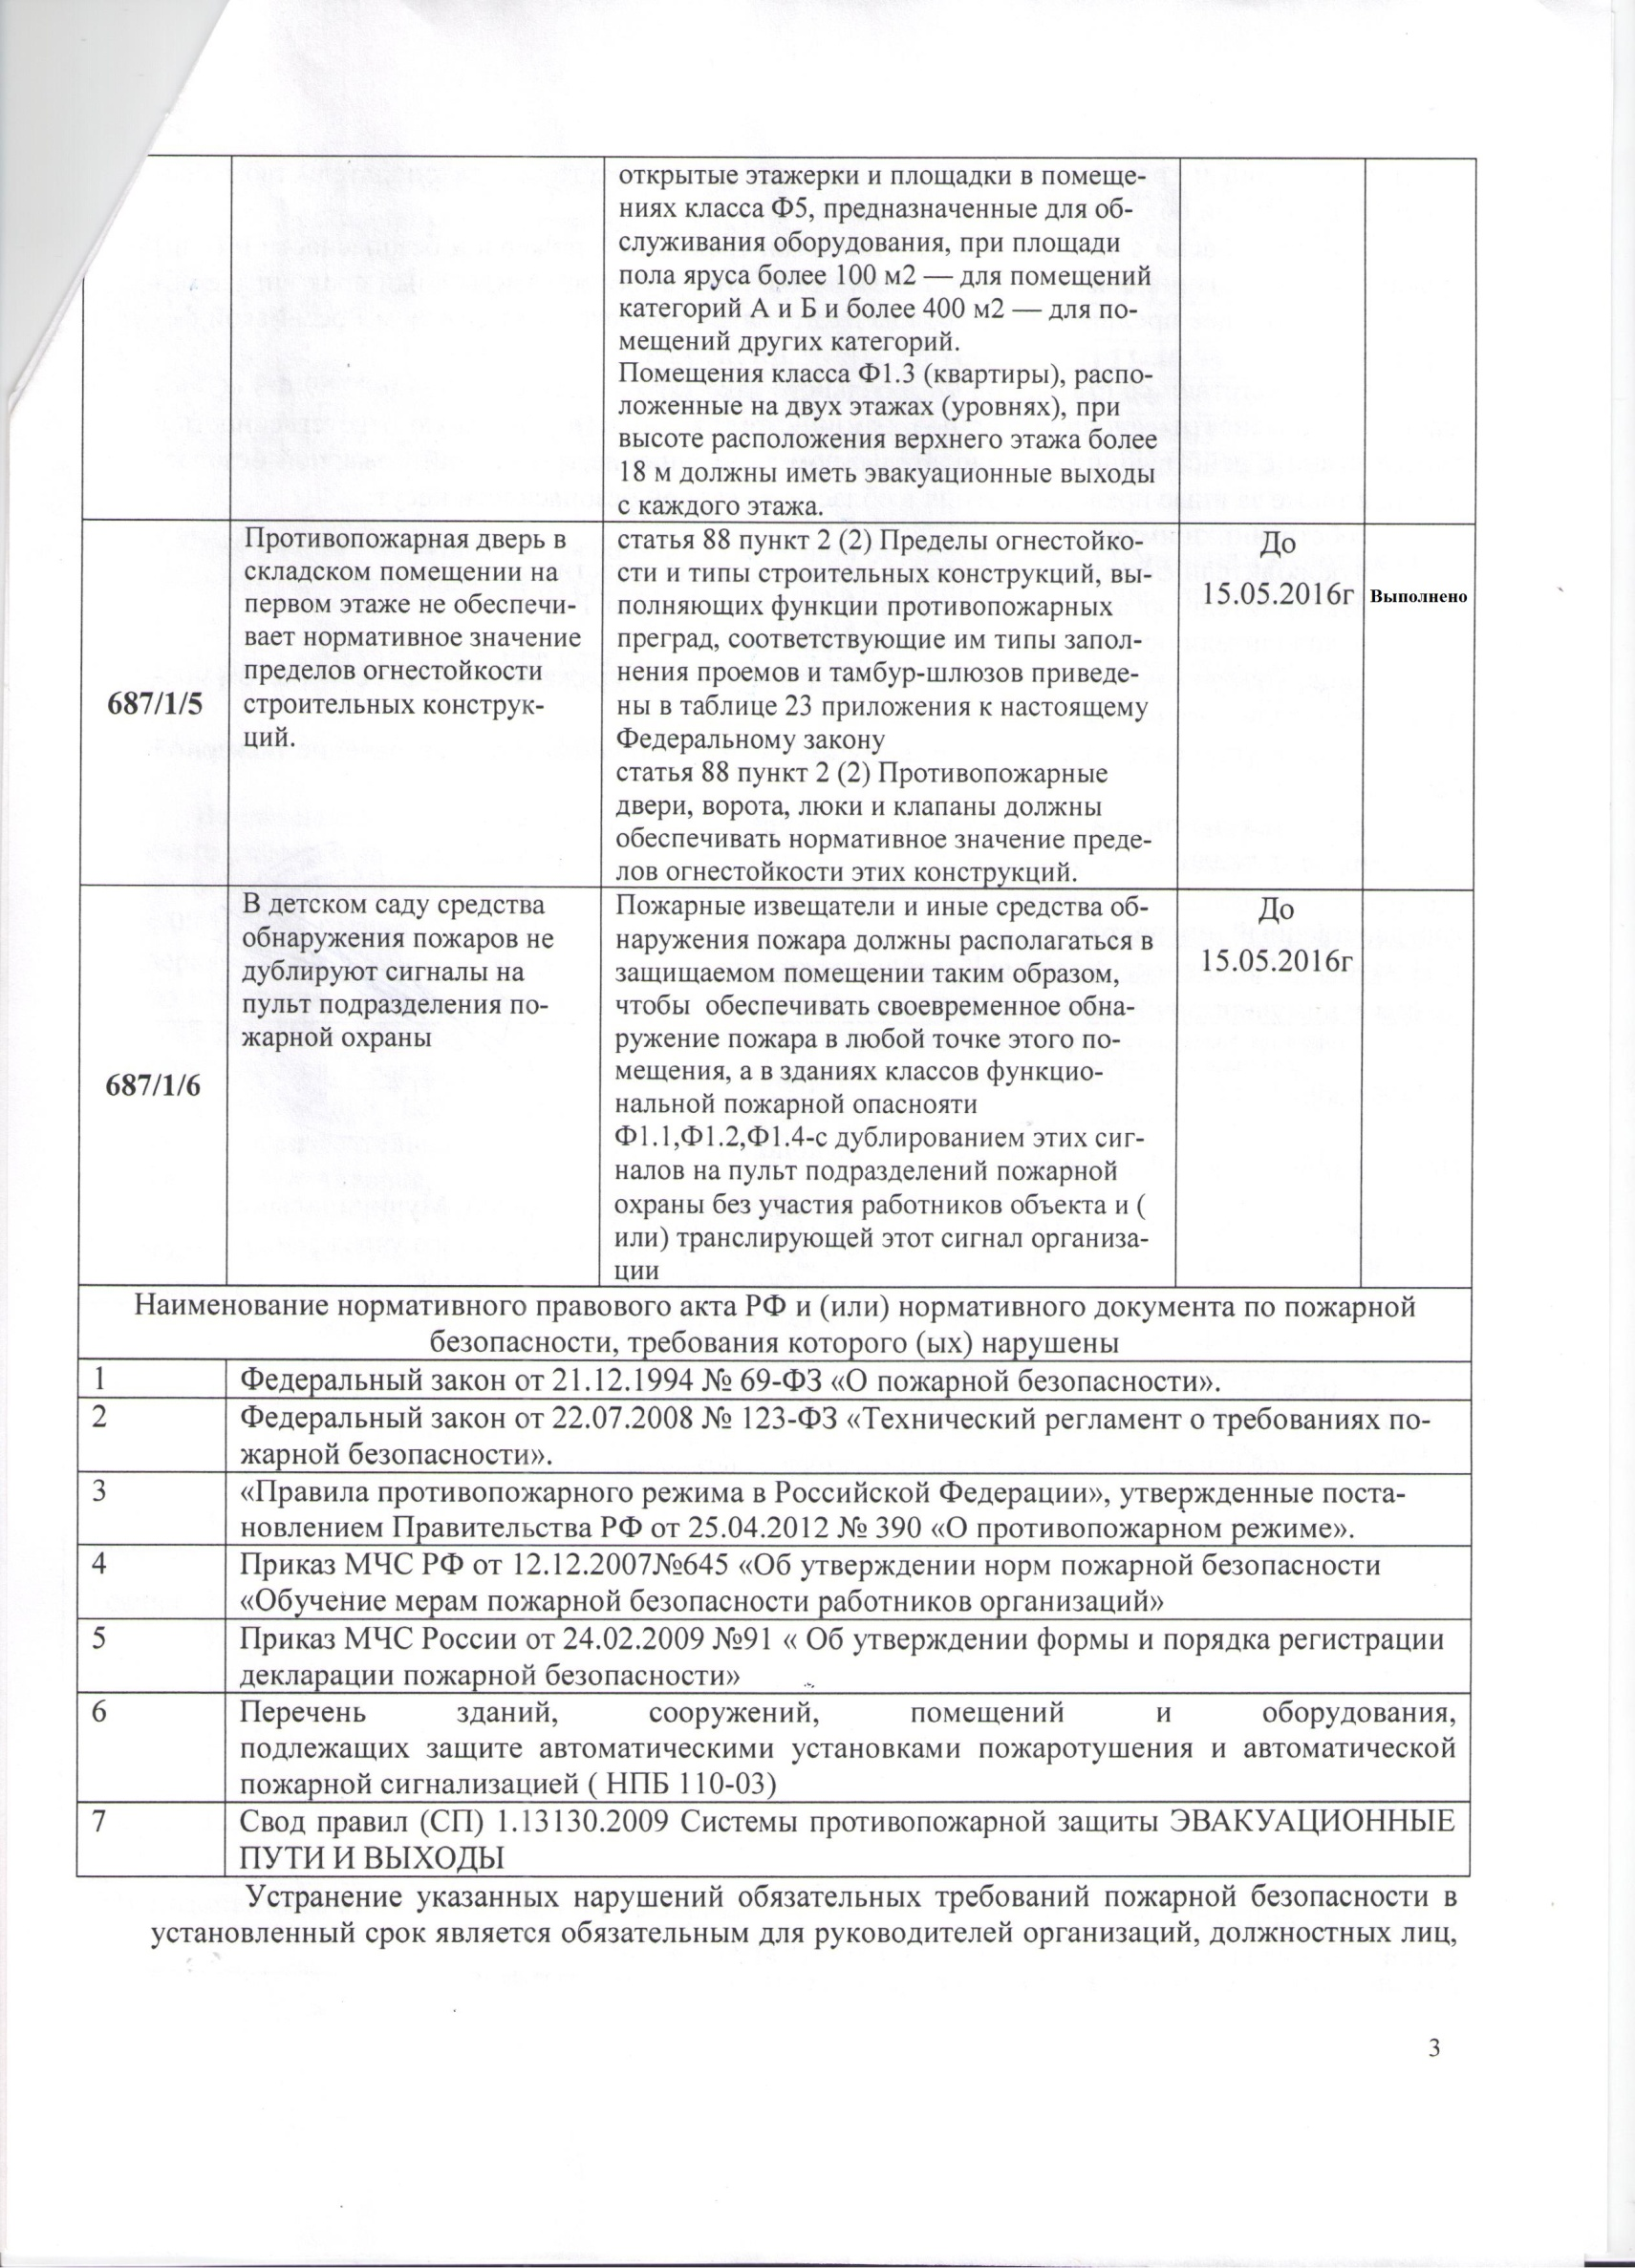 открытые этажерки и площадки в помеще-
ниях класса Ф5, предназначенные для об-
служивания оборудования, при площади
пола яруса более 100 м2 — для помещений
категорий А и Б и более 400 м2 — для по-
мещений других категорий.
Помещения класса Ф1.3 (квартиры), распо-
ложенные на двух этажах (уровнях), при
высоте расположения верхнего этажа более
18 м должны иметь эвакуационные выходы
с каждого этажа.
687/1/5
Противопожарная дверь в
складском помещении на
первом этаже не обеспечи-
вает нормативное значение
пределов огнестойкости
строительных конструк-
ций.
статья 88 пункт 2 (2) Пределы огнестойко-
сти и типы строительных конструкций, вы-
полняющих функции противопожарных
преград, соответствующие им типы запол-
нения проемов и тамбур-шлюзов приведе-
ны в таблице 23 приложения к настоящему
Федеральному закону
статья 88 пункт 2 (2) Противопожарные
двери, ворота, люки и клапаны должны
обеспечивать нормативное значение преде-
лов огнестойкости этих конструкций.
До
15.05.2016г
Выполнено
687/1/6
В детском саду средства
обнаружения пожаров не
дублируют сигналы на
пульт подразделения по-
жарной охраны
Пожарные извещатели и иные средства об-
наружения пожара должны располагаться в
защищаемом помещении таким образом,
чтобы обеспечивать своевременное обна-
ружение пожара в любой точке этого по-
мещения, а в зданиях классов функцио-
нальной пожарной опаснояти
Ф1.1,Ф1.2,Ф1.4-с дублированием этих сиг-
налов на пульт подразделений пожарной
охраны без участия работников объекта и (
или) транслирующей этот сигнал организа-
ции
До
15.05.2016г
Наименование нормативного правового акта РФ и (или) нормативного документа по пожарной
безопасности, требования которого (ых) нарушены
1 Федеральный закон от 21.12.1994 № 69-ФЗ «О пожарной безопасности».
2 Федеральный закон от 22.07.2008 № 123-ФЗ «Технический регламент о требованиях по-
жарной безопасности».
3 «Правила противопожарного режима в Российской Федерации», утвержденные поста-
новлением Правительства РФ от 25.04.2012 № 390 «О противопожарном режиме».
4 Приказ МЧС РФ от 12.12.2007№645 «Об утверждении норм пожарной безопасности
«Обучение мерам пожарной безопасности работников организаций»
5 Приказ МЧС России от 24.02.2009 №91 « Об утверждении формы и порядка регистрации
декларации пожарной безопасности»
6 Перечень зданий, сооружений, помещений и оборудования,
подлежащих защите автоматическими установками пожаротушения и автоматической
пожарной сигнализацией ( НПБ 110-03)
7 Свод правил (СП) 1.13130.2009 Системы противопожарной защиты ЭВАКУАЦИОННЫЕ
ПУТИ И ВЫХОДЫ
Устранение указанных нарушений обязательных требований пожарной безопасности в
установленный срок является обязательным для руководителей организаций, должностных лиц,
3